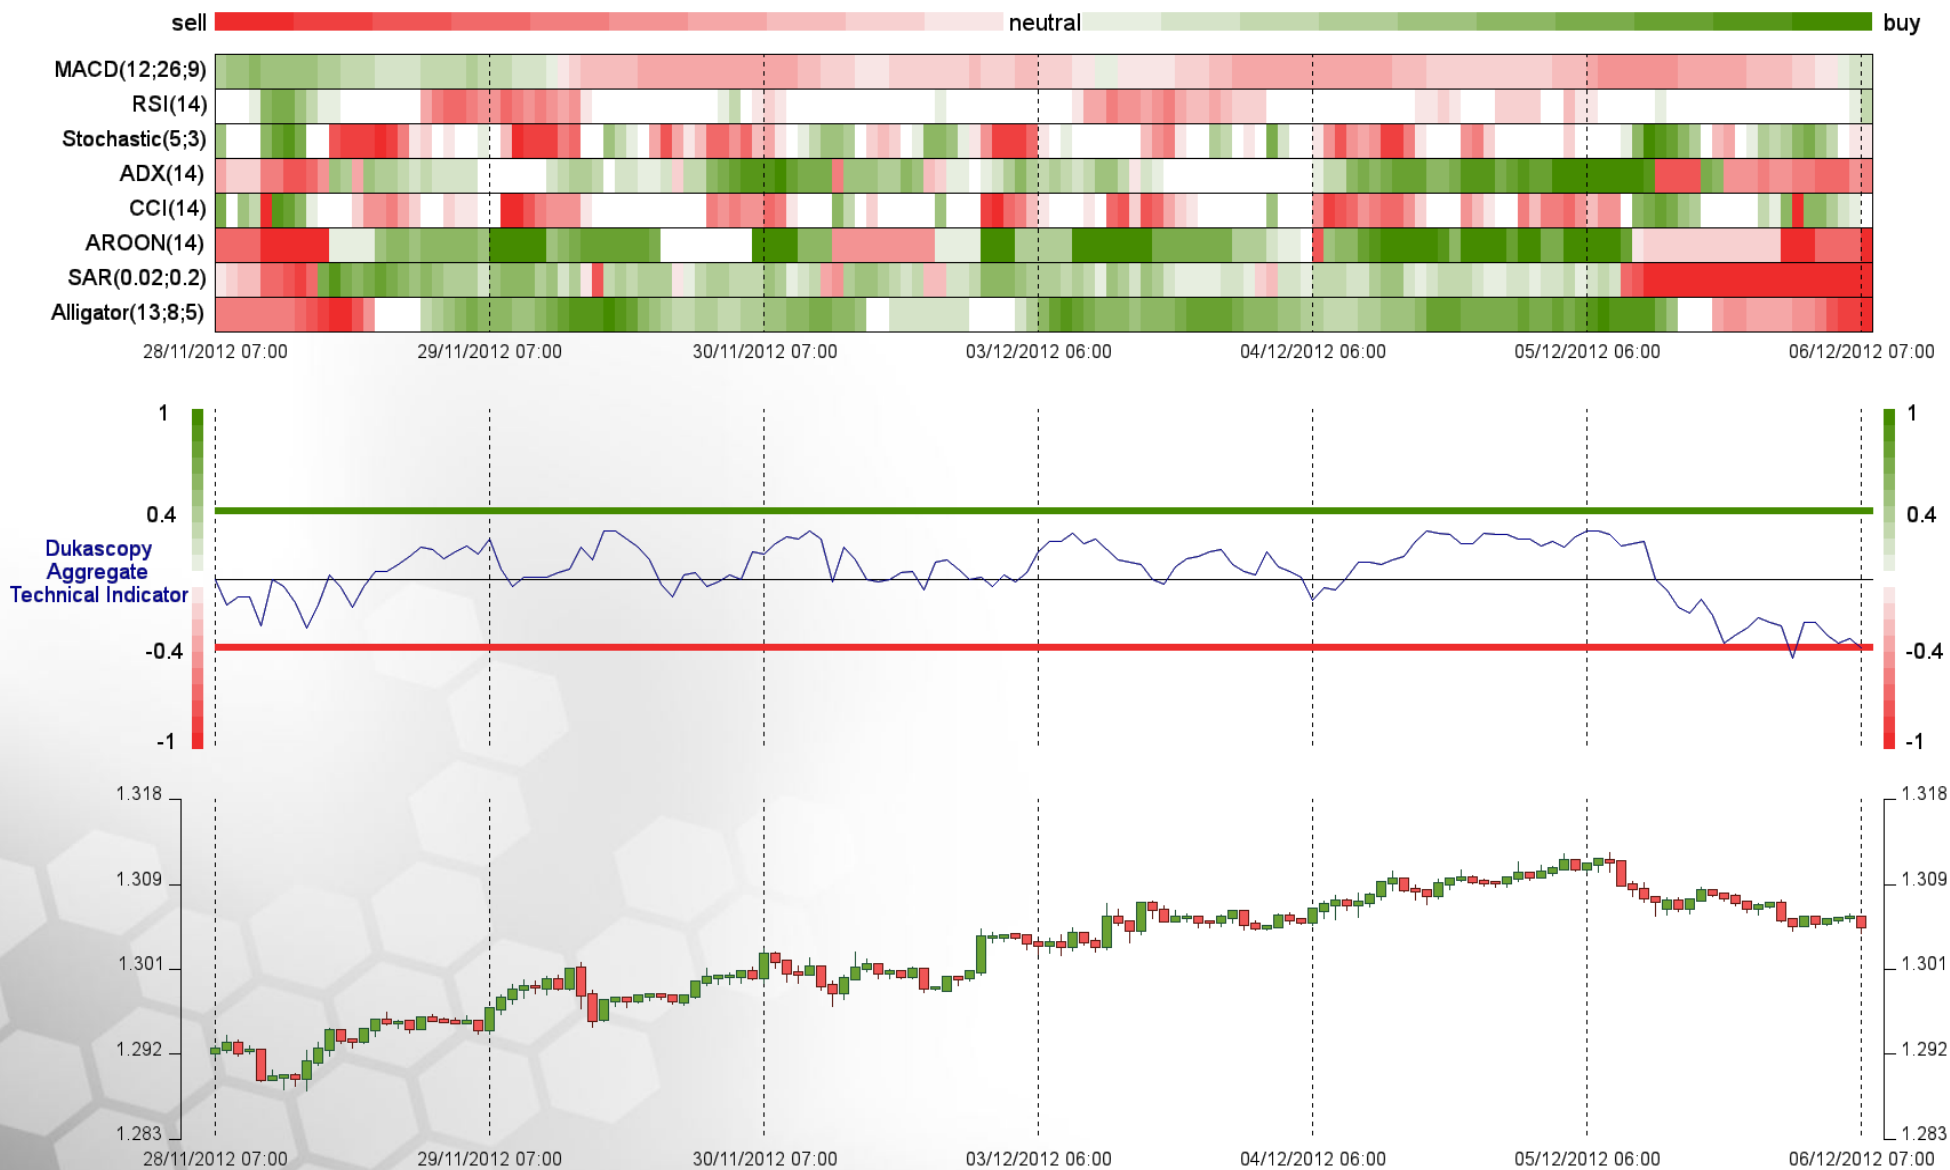 sell neutral buy
MACD(12;26;9)
RSI(14)
Stochastic(5;3)
ADX(14)
CCI(14)
AROON(14)
SAR(0.02;0.2)
Alligator(13;8;5)
28/11/2012 07:00 29/11/2012 07:00 30/11/2012 07:00 03/12/2012 06:00 04/12/2012 06:00 05/12/2012 06:00 06/12/2012 07:00
1 1
0.4 0.4
Dukascopy
Aggregate
Technical Indicator
-0.4 -0.4
-1 -1
1.318 1.318
1.309 1.309
1.301 1.301
1.292 1.292
1.283 1.283
28/11/2012 07:00 29/11/2012 07:00 30/11/2012 07:00 03/12/2012 06:00 04/12/2012 06:00 05/12/2012 06:00 06/12/2012 07:00